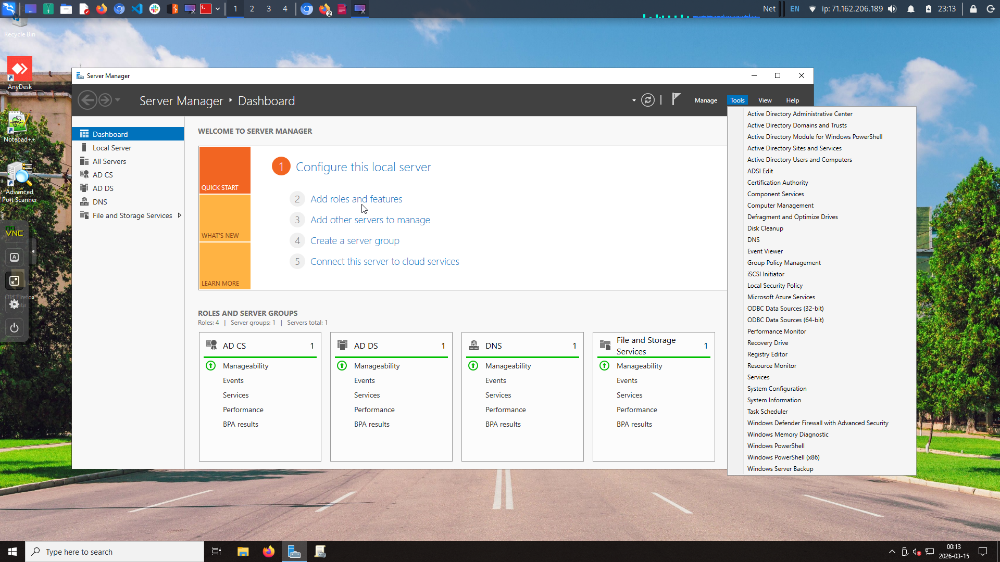 1
2
3
4
2
Net
EN
ip: 71.162.206.189
23:13
Recycle Bin
AnyDesk
Notepad++
Advanced
Port Scanner
VNC
Old Firefox
Server Manager
Server Manager
Dashboard
Manage
Tools
View
Help
Dashboard
Local Server
All Servers
AD CS
AD DS
DNS
File and Storage Services
WELCOME TO SERVER MANAGER
QUICK START
WHAT'S NEW
LEARN MORE
1 Configure this local server
2 Add roles and features
3 Add other servers to manage
4 Create a server group
5 Connect this server to cloud services
ROLES AND SERVER GROUPS
Roles: 4 | Server groups: 1 | Servers total: 1
AD CS 1
Manageability
Events
Services
Performance
BPA results
AD DS 1
Manageability
Events
Services
Performance
BPA results
DNS 1
Manageability
Events
Services
Performance
BPA results
File and Storage
Services 1
Manageability
Events
Services
Performance
BPA results
Active Directory Administrative Center
Active Directory Domains and Trusts
Active Directory Module for Windows PowerShell
Active Directory Sites and Services
Active Directory Users and Computers
ADSI Edit
Certification Authority
Component Services
Computer Management
Defragment and Optimize Drives
Disk Cleanup
DNS
Event Viewer
Group Policy Management
iSCSI Initiator
Local Security Policy
Microsoft Azure Services
ODBC Data Sources (32-bit)
ODBC Data Sources (64-bit)
Performance Monitor
Recovery Drive
Registry Editor
Resource Monitor
Services
System Configuration
System Information
Task Scheduler
Windows Defender Firewall with Advanced Security
Windows Memory Diagnostic
Windows PowerShell
Windows PowerShell (x86)
Windows Server Backup
Type here to search
00:13
2026-03-15